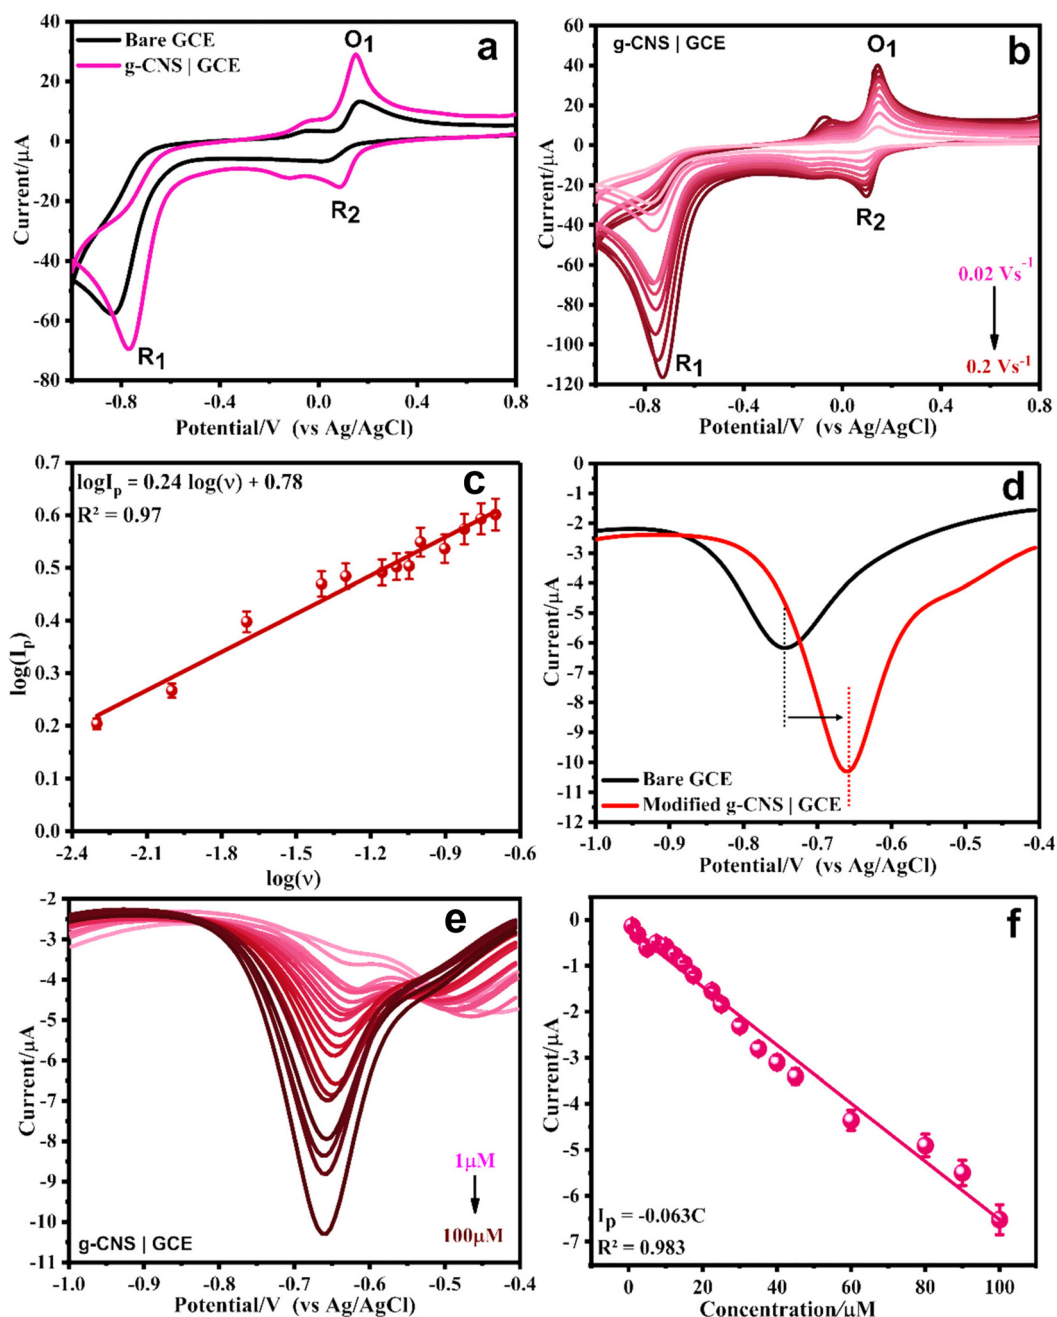 a
Bare GCE
g-CNS | GCE
O1
R2
R1
40
20
0
-20
-40
-60
-80
-0.8
-0.4
0.0
0.4
0.8
Current/µA
Potential/V (vs Ag/AgCl)
b
g-CNS | GCE
O1
R2
R1
0.02 Vs-1
0.2 Vs-1
-60
40
20
0
-20
-40
-60
-80
-100
-120
-0.8
-0.4
0.0
0.4
0.8
Current/µA
Potential/V (vs Ag/AgCl)
c
logIp = 0.24 log(ν) + 0.78
R² = 0.97
0.7
0.6
0.5
0.4
0.3
0.2
0.1
0.0
-2.4
-2.1
-1.8
-1.5
-1.2
-0.9
-0.6
log(Ip)
log(ν)
d
Bare GCE
Modified g-CNS | GCE
0
-1
-2
-3
-4
-5
-6
-7
-8
-9
-10
-11
-12
-1.0
-0.9
-0.8
-0.7
-0.6
-0.5
-0.4
Current/µA
Potential/V (vs Ag/AgCl)
e
1µM
100µM
g-CNS | GCE
-2
-3
-4
-5
-6
-7
-8
-9
-10
-11
-1.0
-0.9
-0.8
-0.7
-0.6
-0.5
-0.4
Current/µA
Potential/V (vs Ag/AgCl)
f
Ip = -0.063C
R² = 0.983
0
-1
-2
-3
-4
-5
-6
-7
0
20
40
60
80
100
Current/µA
Concentration/µM